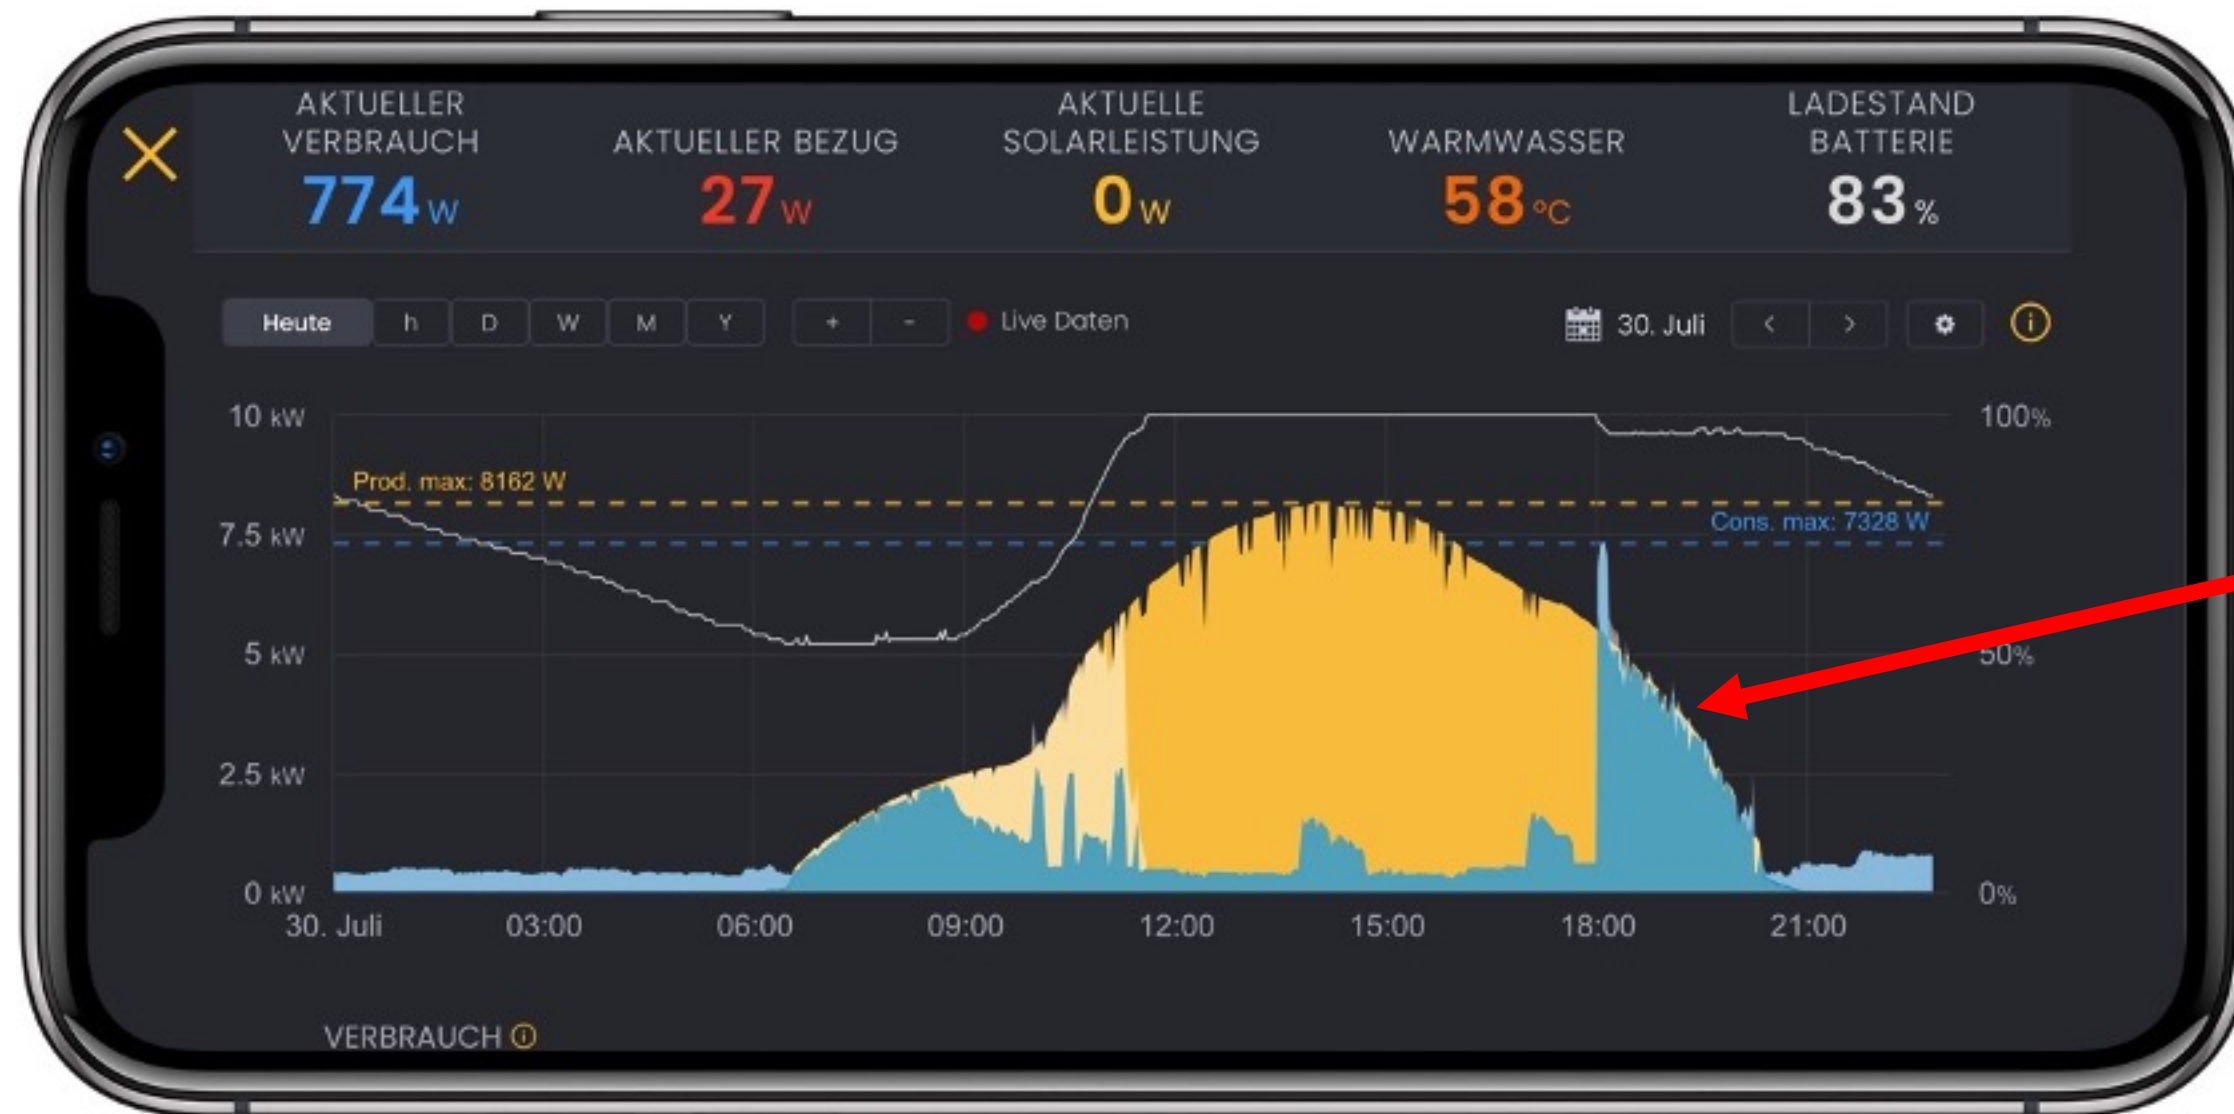 AKTUELLER
VERBRAUCH
774 W
AKTUELLER BEZUG
27 W
AKTUELLE
SOLARLEISTUNG
0 W
WARMWASSER
58 °C
LADESTAND
BATTERIE
83 %
Heute h D W M Y + - Live Daten 30. Juli < >
10 kW 100%
Prod. max: 8162 W
7.5 kW Cons. max: 7328 W
5 kW 50%
2.5 kW
0 kW 0%
30. Juli 03:00 06:00 09:00 12:00 15:00 18:00 21:00
VERBRAUCH